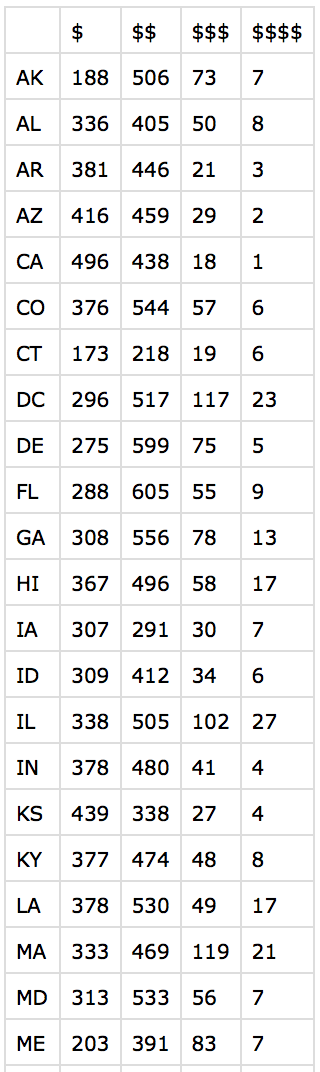 $ $$ $$$ $$$$
AK 188 506 73 7
AL 336 405 50 8
AR 381 446 21 3
AZ 416 459 29 2
CA 496 438 18 1
CO 376 544 57 6
CT 173 218 19 6
DC 296 517 117 23
DE 275 599 75 5
FL 288 605 55 9
GA 308 556 78 13
HI 367 496 58 17
IA 307 291 30 7
ID 309 412 34 6
IL 338 505 102 27
IN 378 480 41 4
KS 439 338 27 4
KY 377 474 48 8
LA 378 530 49 17
MA 333 469 119 21
MD 313 533 56 7
ME 203 391 83 7